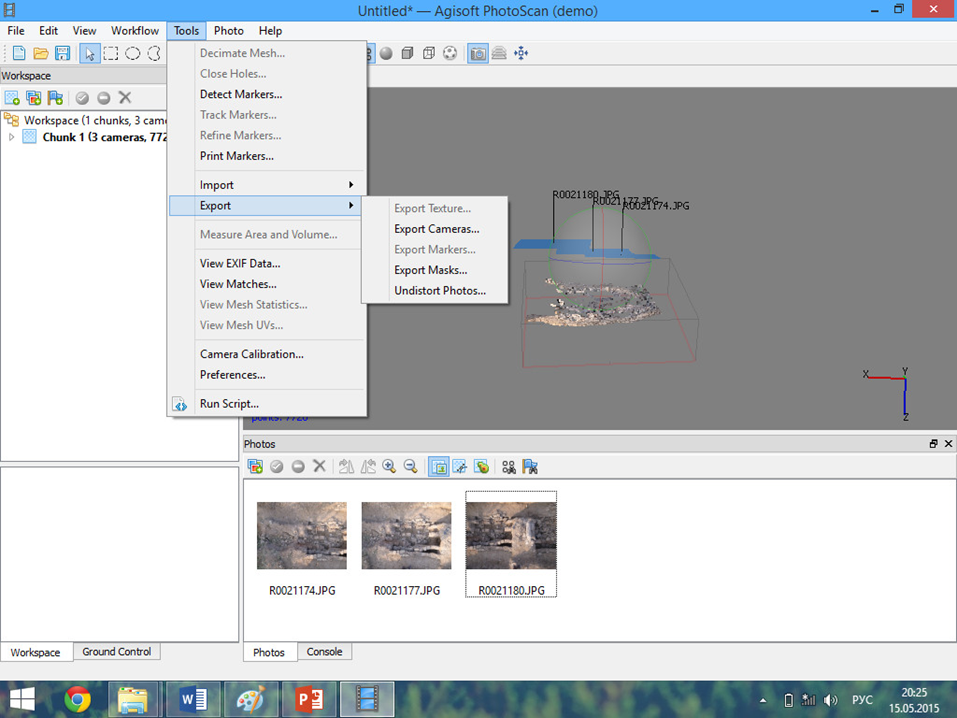 Untitled* — Agisoft PhotoScan (demo)
File Edit View Workflow Tools Photo Help
Workspace
Workspace (1 chunks, 3 cam
Chunk 1 (3 cameras, 772
Decimate Mesh...
Close Holes...
Detect Markers...
Track Markers...
Refine Markers...
Print Markers...
Import
Export
Measure Area and Volume...
View EXIF Data...
View Matches...
View Mesh Statistics...
View Mesh UVs...
Camera Calibration...
Preferences...
Run Script...
Export Texture...
Export Cameras...
Export Markers...
Export Masks...
Undistort Photos...
R0021180.JPG
R0021177.JPG
R0021174.JPG
X Y
Z
Photos
R0021174.JPG R0021177.JPG R0021180.JPG
Workspace Ground Control
Photos Console
РУС
20:25
15.05.2015